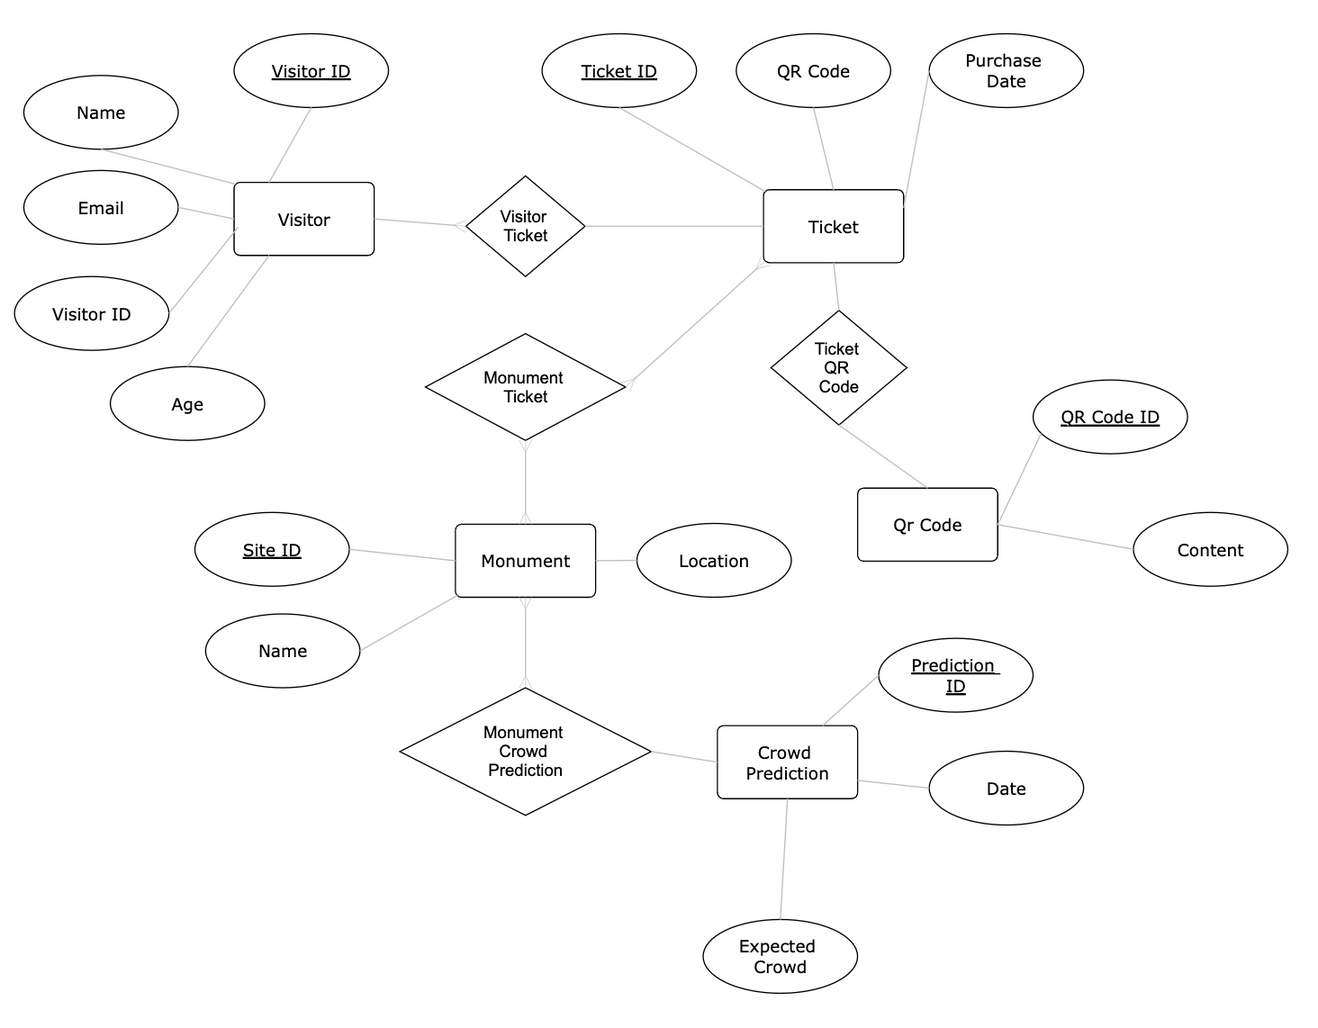 Visitor ID
Ticket ID
QR Code
Purchase
Date
Name
Email
Visitor
Visitor
Ticket
Ticket
Visitor ID
Age
Monument
Ticket
Ticket
QR
Code
QR Code ID
Qr Code
Content
Site ID
Monument
Location
Name
Prediction
ID
Monument
Crowd
Prediction
Crowd
Prediction
Date
Expected
Crowd